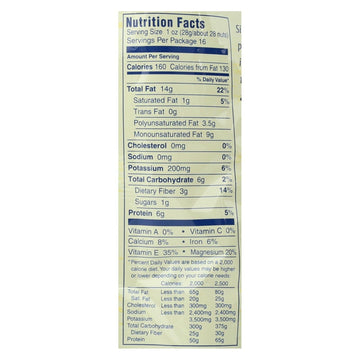 Nutrition Facts
Serving Size 1 oz (28g/about 28 nuts)
Servings Per Package 16
Amount Per Serving
Calories 160 Calories from Fat 130
% Daily Value*
Total Fat 14g 22%
Saturated Fat 1g 5%
Trans Fat 0g
Polyunsaturated Fat 3.5g
Monounsaturated Fat 9g
Cholesterol 0mg 0%
Sodium 0mg 0%
Potassium 200mg 6%
Total Carbohydrate 6g 2%
Dietary Fiber 3g 14%
Sugars 1g
Protein 6g 5%
Vitamin A 0% • Vitamin C 0%
Calcium 8% • Iron 6%
Vitamin E 35% • Magnesium 20%
*Percent Daily Values are based on a 2,000
calorie diet. Your daily values may be higher
or lower depending on your calorie needes:
Calories: 2,000 2,500
Total Fat Less than 65g 80g
Sat. Fat Less than 20g 25g
Cholesterol Less than 300mg 300mg
Sodium Less than 2,400mg 2,400mg
Potassium 3,500mg 3,500mg
Total Carbohydrate 300g 375g
Dietary Fiber 25g 30g
Protein 50g 65g